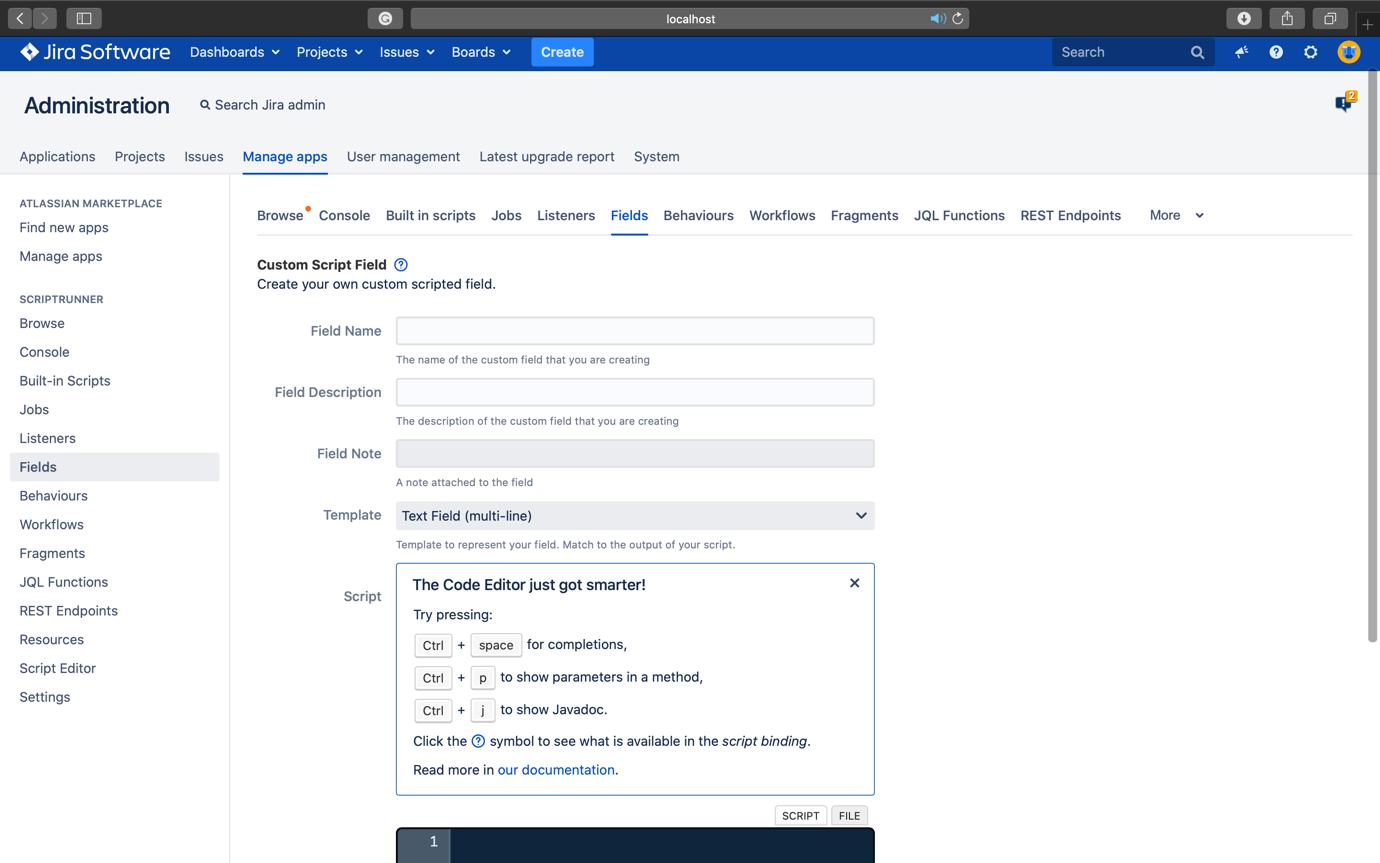 localhost
Jira Software Dashboards Projects Issues Boards Create Search
Administration Search Jira admin 2
Applications Projects Issues Manage apps User management Latest upgrade report System
ATLASSIAN MARKETPLACE
Find new apps
Manage apps
SCRIPTRUNNER
Browse
Console
Built-in Scripts
Jobs
Listeners
Fields
Behaviours
Workflows
Fragments
JQL Functions
REST Endpoints
Resources
Script Editor
Settings
Browse Console Built in scripts Jobs Listeners Fields Behaviours Workflows Fragments JQL Functions REST Endpoints More
Custom Script Field ?
Create your own custom scripted field.
Field Name
The name of the custom field that you are creating
Field Description
The description of the custom field that you are creating
Field Note
A note attached to the field
Template Text Field (multi-line)
Template to represent your field. Match to the output of your script.
Script
The Code Editor just got smarter!
Try pressing:
Ctrl + space for completions,
Ctrl + p to show parameters in a method,
Ctrl + j to show Javadoc.
Click the ? symbol to see what is available in the script binding.
Read more in our documentation.
SCRIPT FILE
1